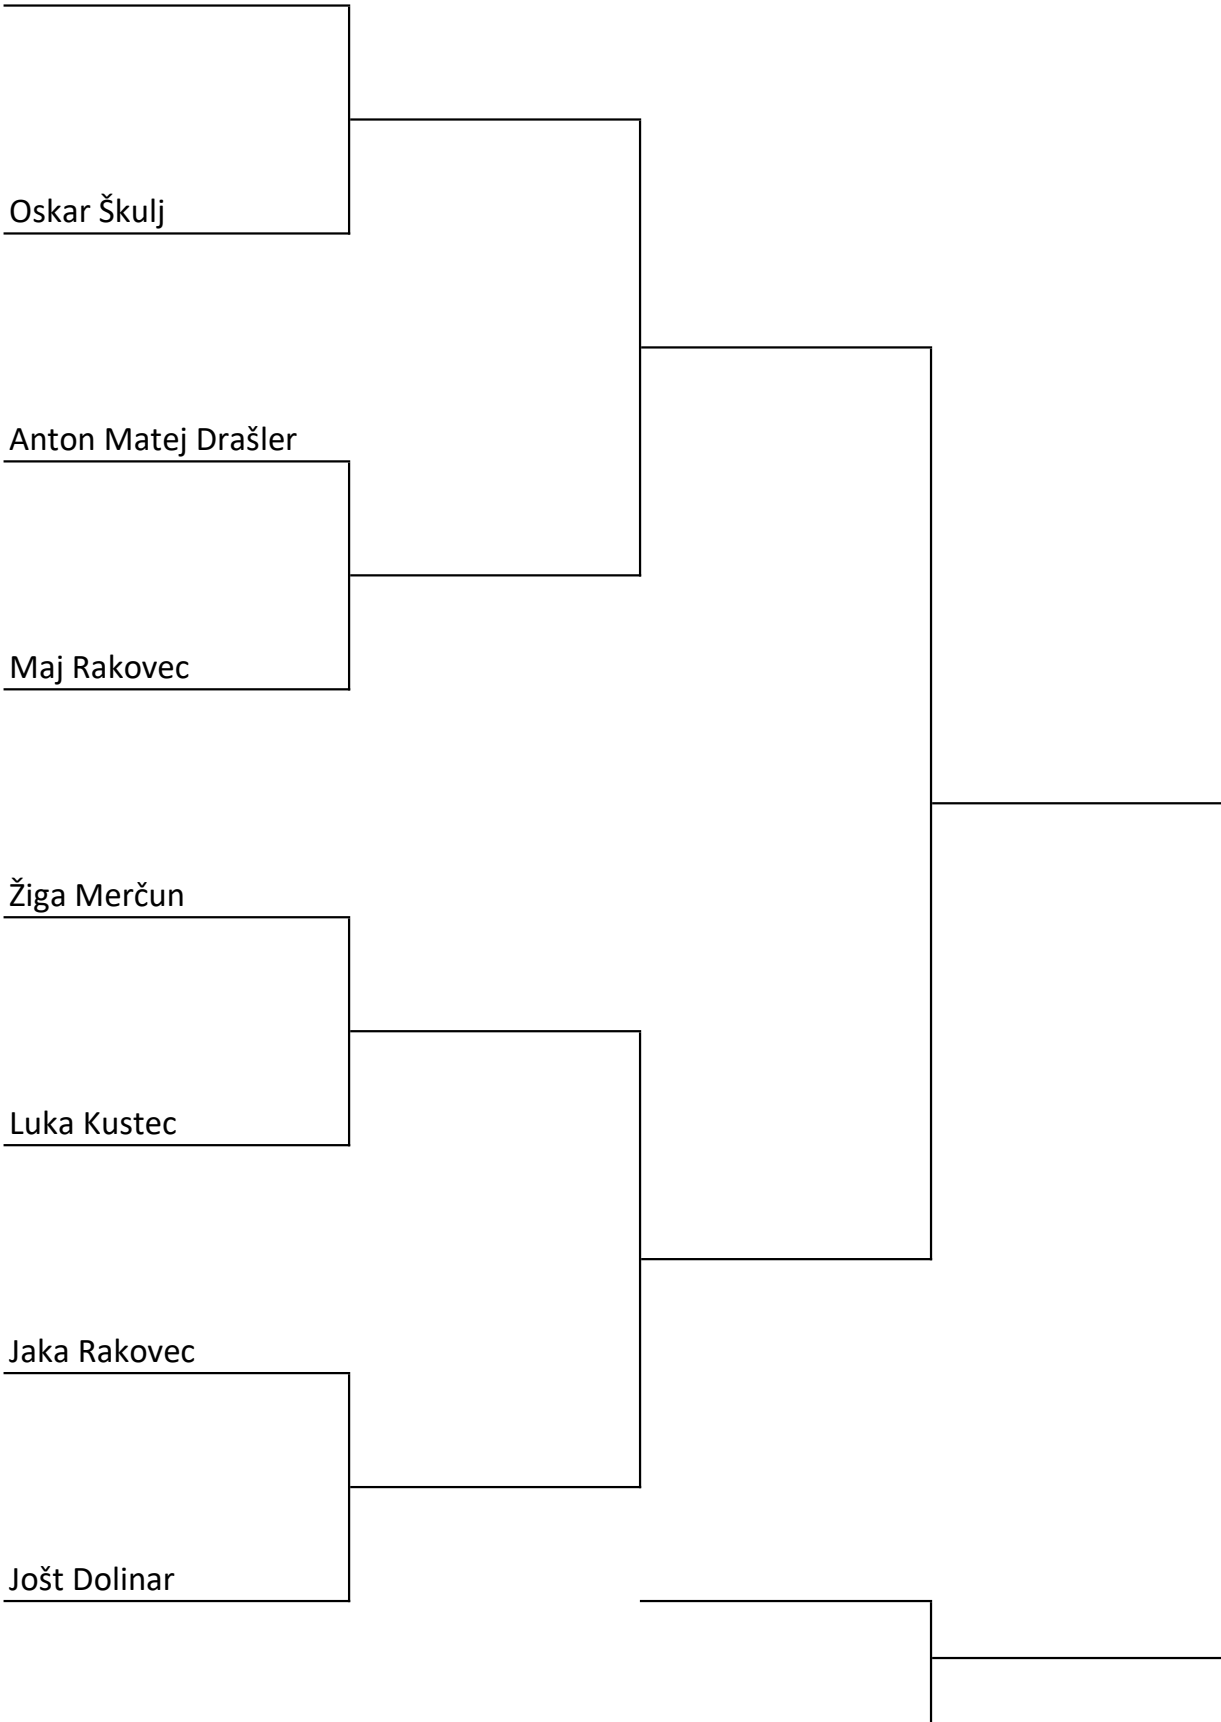 Oskar Škulj
Anton Matej Drašler
Maj Rakovec
Žiga Merčun
Luka Kustec
Jaka Rakovec
Jošt Dolinar